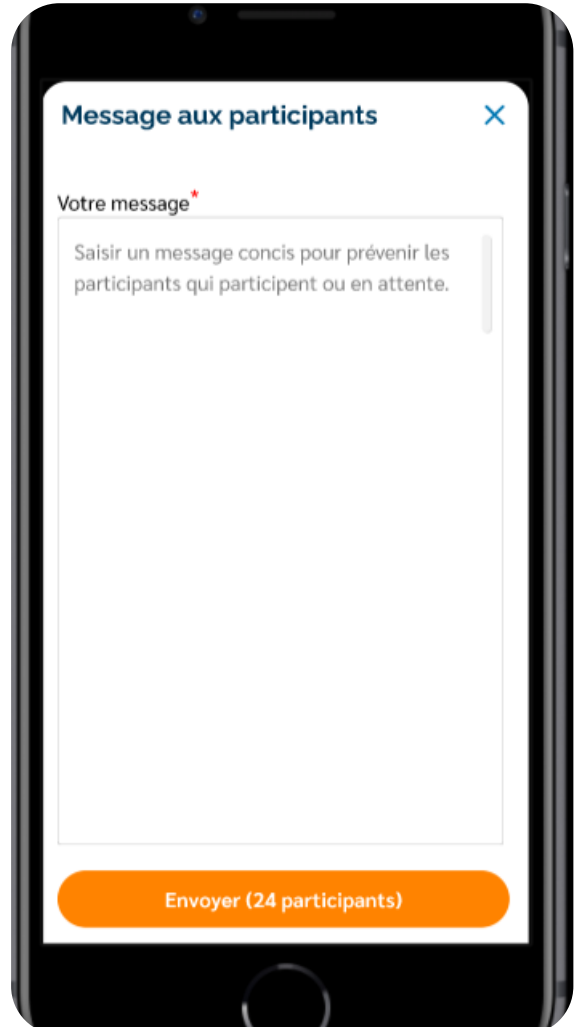 Message aux participants
Votre message*
Saisir un message concis pour prévenir les
participants qui participent ou en attente.
Envoyer (24 participants)